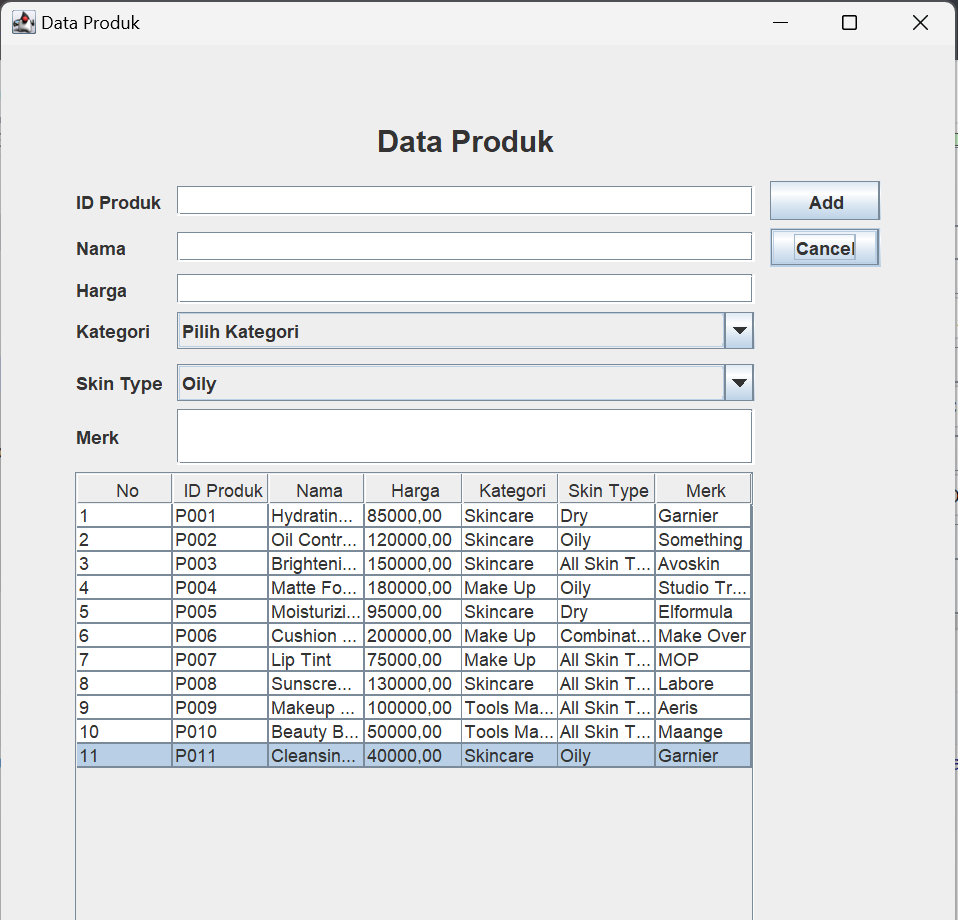 Data Produk
Data Produk
ID Produk
Add
Nama
Cancel
Harga
Kategori Pilih Kategori
Skin Type Oily
Merk
No ID Produk Nama Harga Kategori Skin Type Merk
1 P001 Hydratin... 85000,00 Skincare Dry Garnier
2 P002 Oil Contr... 120000,00 Skincare Oily Something
3 P003 Brighteni... 150000,00 Skincare All Skin T... Avoskin
4 P004 Matte Fo... 180000,00 Make Up Oily Studio Tr...
5 P005 Moisturizi... 95000,00 Skincare Dry Elformula
6 P006 Cushion ... 200000,00 Make Up Combinat... Make Over
7 P007 Lip Tint 75000,00 Make Up All Skin T... MOP
8 P008 Sunscre... 130000,00 Skincare All Skin T... Labore
9 P009 Makeup ... 100000,00 Tools Ma... All Skin T... Aeris
10 P010 Beauty B... 50000,00 Tools Ma... All Skin T... Maange
11 P011 Cleansin... 40000,00 Skincare Oily Garnier